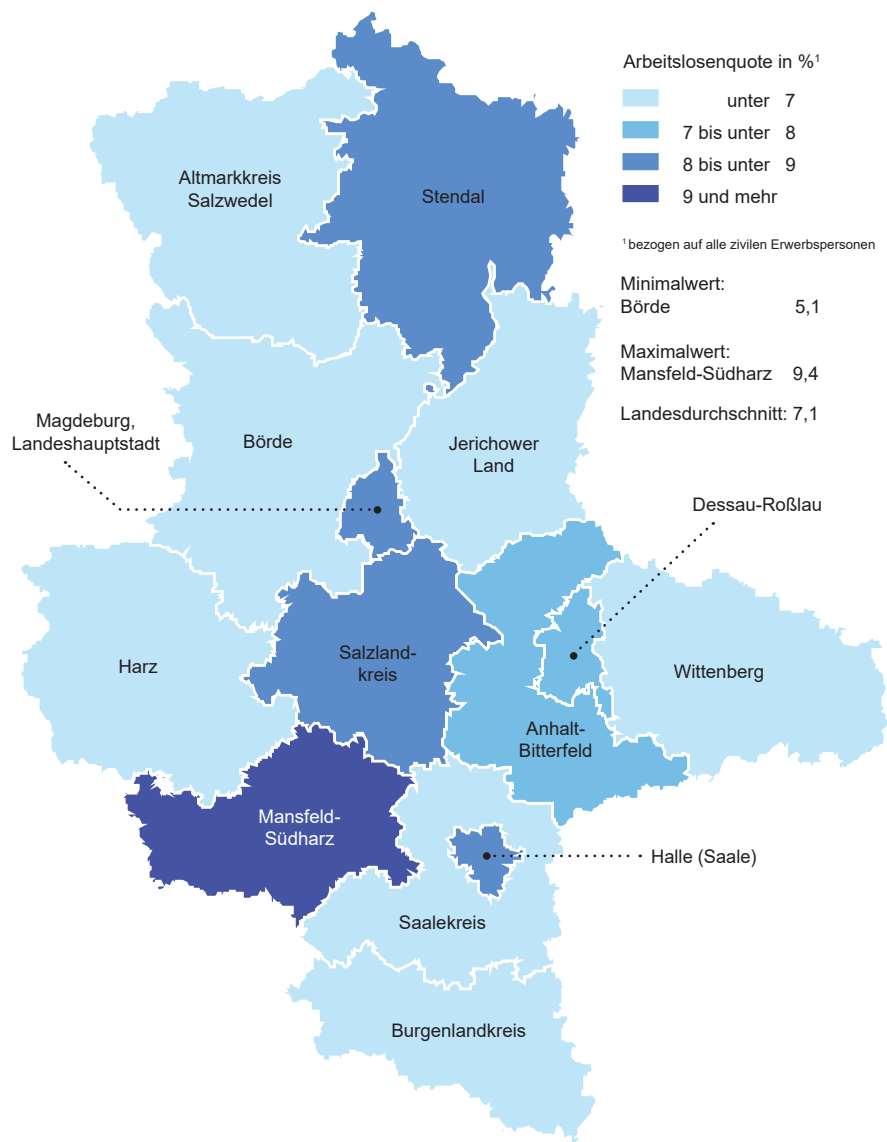 Arbeitslosenquote in %¹
unter 7
7 bis unter 8
8 bis unter 9
9 und mehr
¹ bezogen auf alle zivilen Erwerbspersonen
Minimalwert:
Börde 5,1
Maximalwert:
Mansfeld-Südharz 9,4
Landesdurchschnitt: 7,1
Altmarkkreis
Salzwedel
Stendal
Magdeburg,
Landeshauptstadt
Börde
Jerichower
Land
Dessau-Roßlau
Harz
Salzland-
kreis
Wittenberg
Anhalt-
Bitterfeld
Mansfeld-
Südharz
Halle (Saale)
Saalekreis
Burgenlandkreis